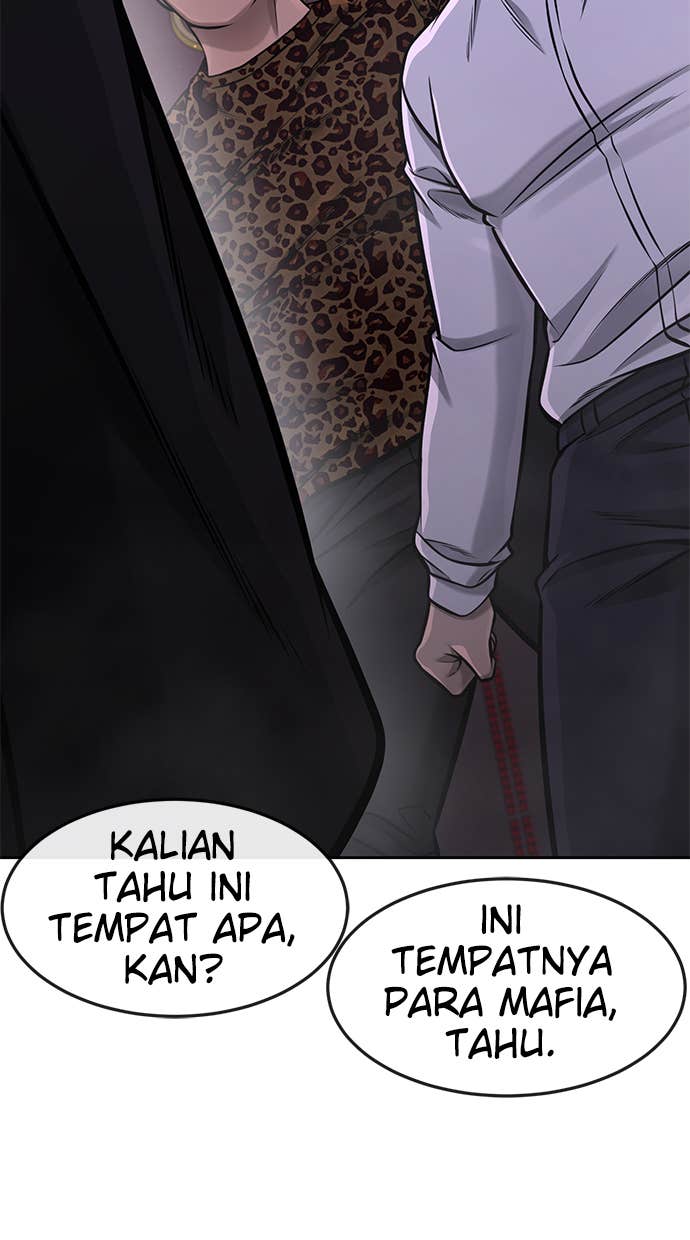 KALIAN
TAHU INI
TEMPAT APA,
KAN?
INI
TEMPATNYA
PARA MAFIA,
TAHU.